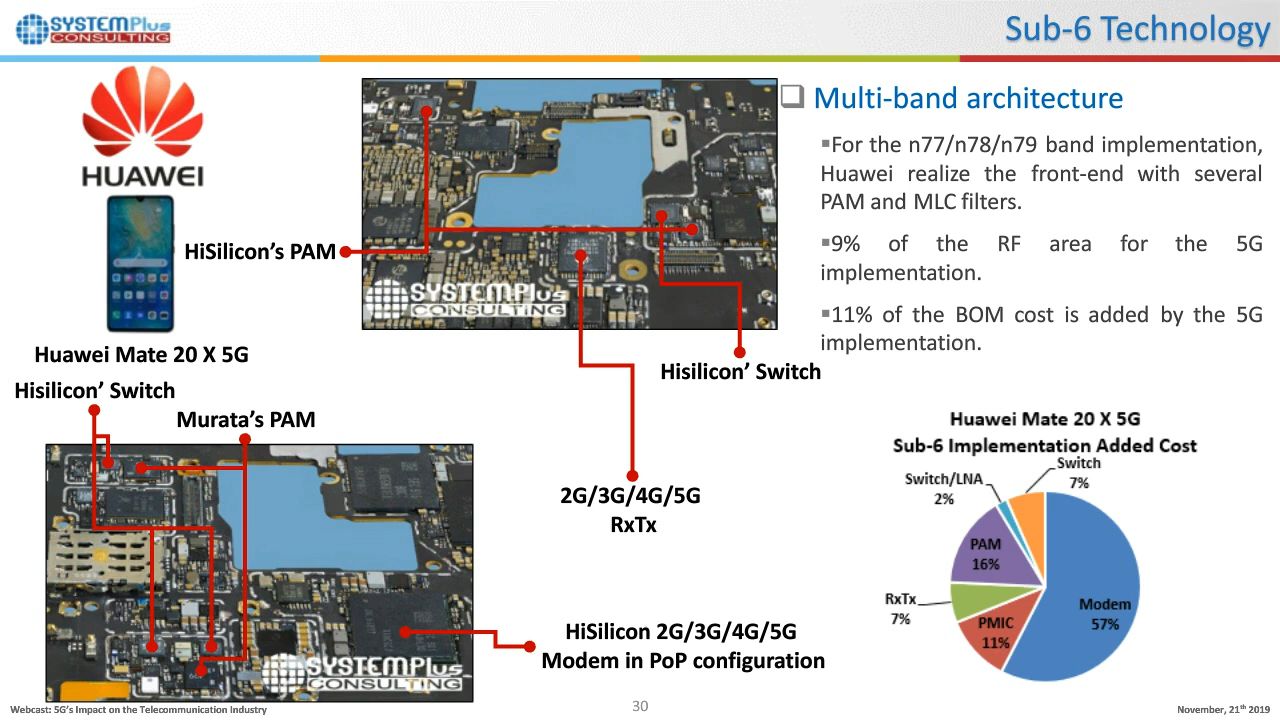 SYSTEMPlus
CONSULTING
Sub-6 Technology
HUAWEI
Huawei Mate 20 X 5G
HiSilicon's PAM
SYSTEMPlus
CONSULTING
Hisilicon' Switch
2G/3G/4G/5G
RxTx
Hisilicon' Switch
Murata's PAM
SYSTEMPlus
CONSULTING
HiSilicon 2G/3G/4G/5G
Modem in PoP configuration
❑ Multi-band architecture
▪For the n77/n78/n79 band implementation,
Huawei realize the front-end with several
PAM and MLC filters.
▪9% of the RF area for the 5G
implementation.
▪11% of the BOM cost is added by the 5G
implementation.
Huawei Mate 20 X 5G
Sub-6 Implementation Added Cost
Switch
7%
Switch/LNA
2%
PAM
16%
RxTx
7%
PMIC
11%
Modem
57%
Webcast: 5G's Impact on the Telecommunication Industry
30
November, 21th 2019